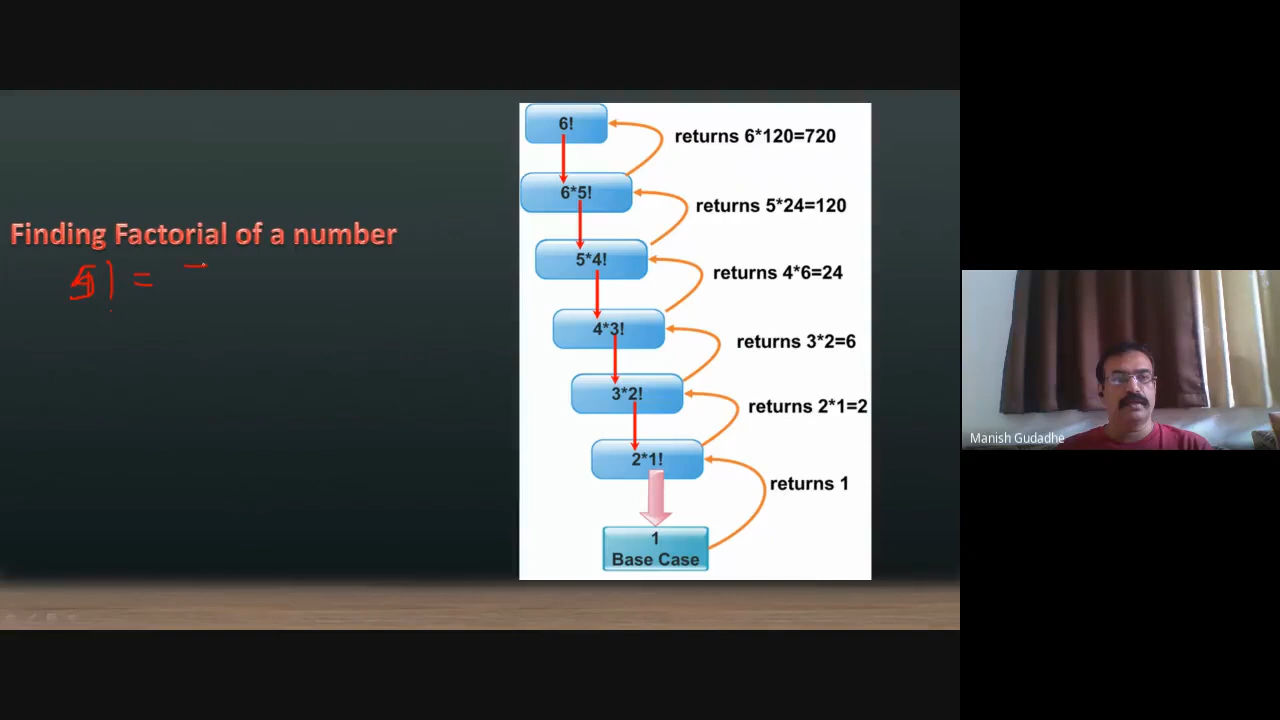 Finding Factorial of a number
6!
returns 6*120=720
6*5!
returns 5*24=120
5*4!
returns 4*6=24
4*3!
returns 3*2=6
3*2!
returns 2*1=2
2*1!
returns 1
1
Base Case
Manish Gudadhe